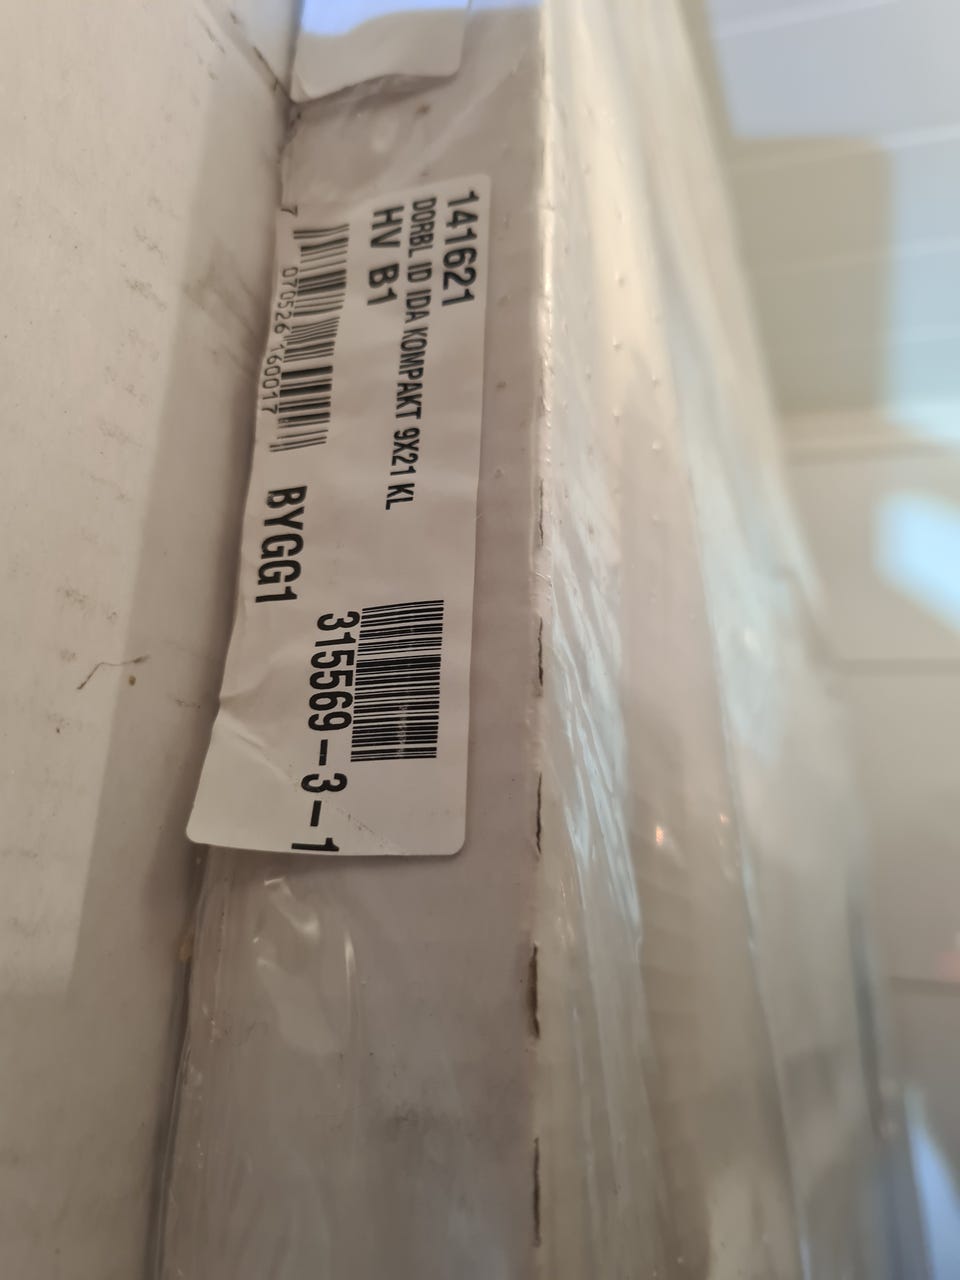 141621
DORBL ID IDA KOMPAKT 9X21 KL
HV B1
7 070526 160017
BYGG1
315569-3-1